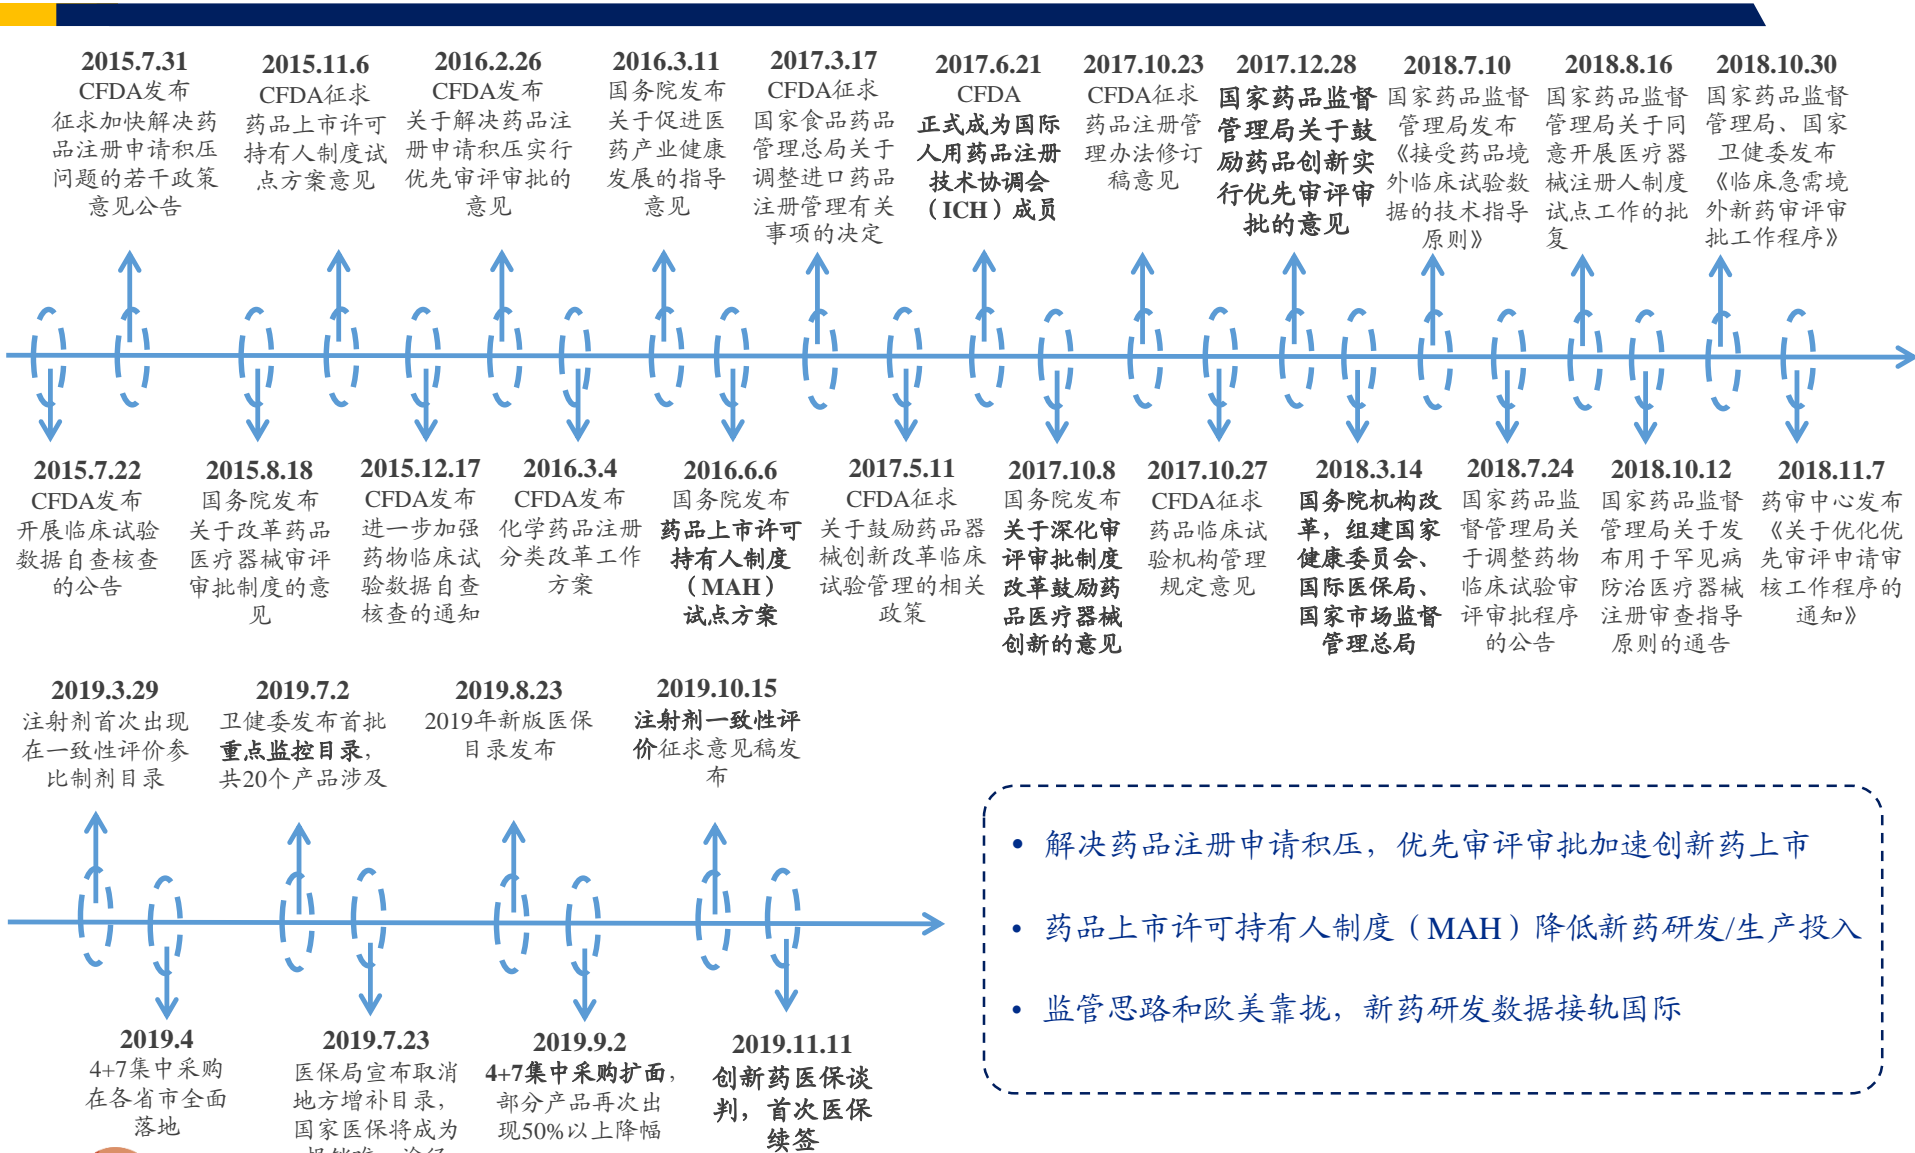 2015.7.31
CFDA发布
征求加快解决药
品注册申请积压
问题的若干政策
意见公告
2015.11.6
CFDA征求
药品上市许可
持有人制度试
点方案意见
2016.2.26
CFDA发布
关于解决药品注
册申请积压实行
优先审评审批的
意见
2016.3.11
国务院发布
关于促进医
药产业健康
发展的指导
意见
2017.3.17
CFDA征求
国家食品药品
管理总局关于
调整进口药品
注册管理有关
事项的决定
2017.6.21
CFDA
正式成为国际
人用药品注册
技术协调会
（ICH）成员
2017.10.23
CFDA征求
药品注册管
理办法修订
稿意见
2017.12.28
国家药品监督
管理局关于鼓
励药品创新实
行优先审评审
批的意见
2018.7.10
国家药品监督
管理局发布
《接受药品境
外临床试验数
据的技术指导
原则》
2018.8.16
国家药品监督
管理局关于同
意开展医疗器
械注册人制度
试点工作的批
复
2018.10.30
国家药品监督
管理局、国家
卫健委发布
《临床急需境
外新药审评审
批工作程序》
2015.7.22
CFDA发布
开展临床试验
数据自查核查
的公告
2015.8.18
国务院发布
关于改革药品
医疗器械审评
审批制度的意
见
2015.12.17
CFDA发布
进一步加强
药物临床试
验数据自查
核查的通知
2016.3.4
CFDA发布
化学药品注册
分类改革工作
方案
2016.6.6
国务院发布
药品上市许可
持有人制度
（MAH）
试点方案
2017.5.11
CFDA征求
关于鼓励药品器
械创新改革临床
试验管理的相关
政策
2017.10.8
国务院发布
关于深化审
评审批制度
改革鼓励药
品医疗器械
创新的意见
2017.10.27
CFDA征求
药品临床试
验机构管理
规定意见
2018.3.14
国务院机构改
革，组建国家
健康委员会、
国际医保局、
国家市场监督
管理总局
2018.7.24
国家药品监
督管理局关
于调整药物
临床试验审
评审批程序
的公告
2018.10.12
国家药品监督
管理局关于发
布用于罕见病
防治医疗器械
注册审查指导
原则的通告
2018.11.7
药审中心发布
《关于优化优
先审评申请审
核工作程序的
通知》
2019.3.29
注射剂首次出现
在一致性评价参
比制剂目录
2019.7.2
卫健委发布首批
重点监控目录，
共20个产品涉及
2019.8.23
2019年新版医保
目录发布
2019.10.15
注射剂一致性评
价征求意见稿发
布
2019.4
4+7集中采购
在各省市全面
落地
2019.7.23
医保局宣布取消
地方增补目录，
国家医保将成为
2019.9.2
4+7集中采购扩面，
部分产品再次出
现50%以上降幅
2019.11.11
创新药医保谈
判，首次医保
续签
• 解决药品注册申请积压，优先审评审批加速创新药上市
• 药品上市许可持有人制度（MAH）降低新药研发/生产投入
• 监管思路和欧美靠拢，新药研发数据接轨国际